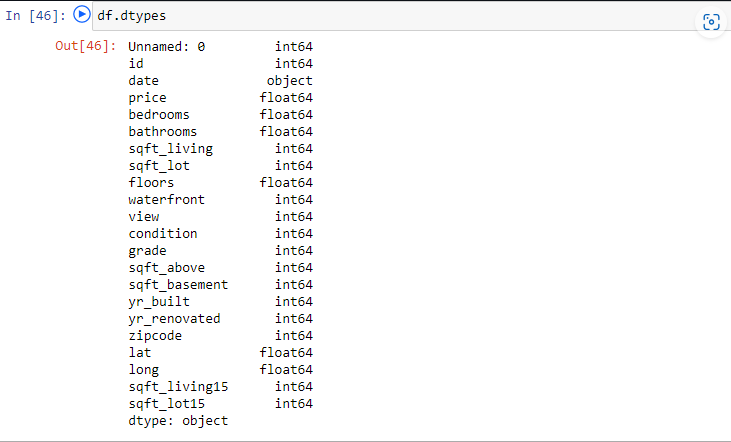 In [46]: df.dtypes
Out[46]: Unnamed: 0 int64
id int64
date object
price float64
bedrooms float64
bathrooms float64
sqft_living int64
sqft_lot int64
floors float64
waterfront int64
view int64
condition int64
grade int64
sqft_above int64
sqft_basement int64
yr_built int64
yr_renovated int64
zipcode int64
lat float64
long float64
sqft_living15 int64
sqft_lot15 int64
dtype: object